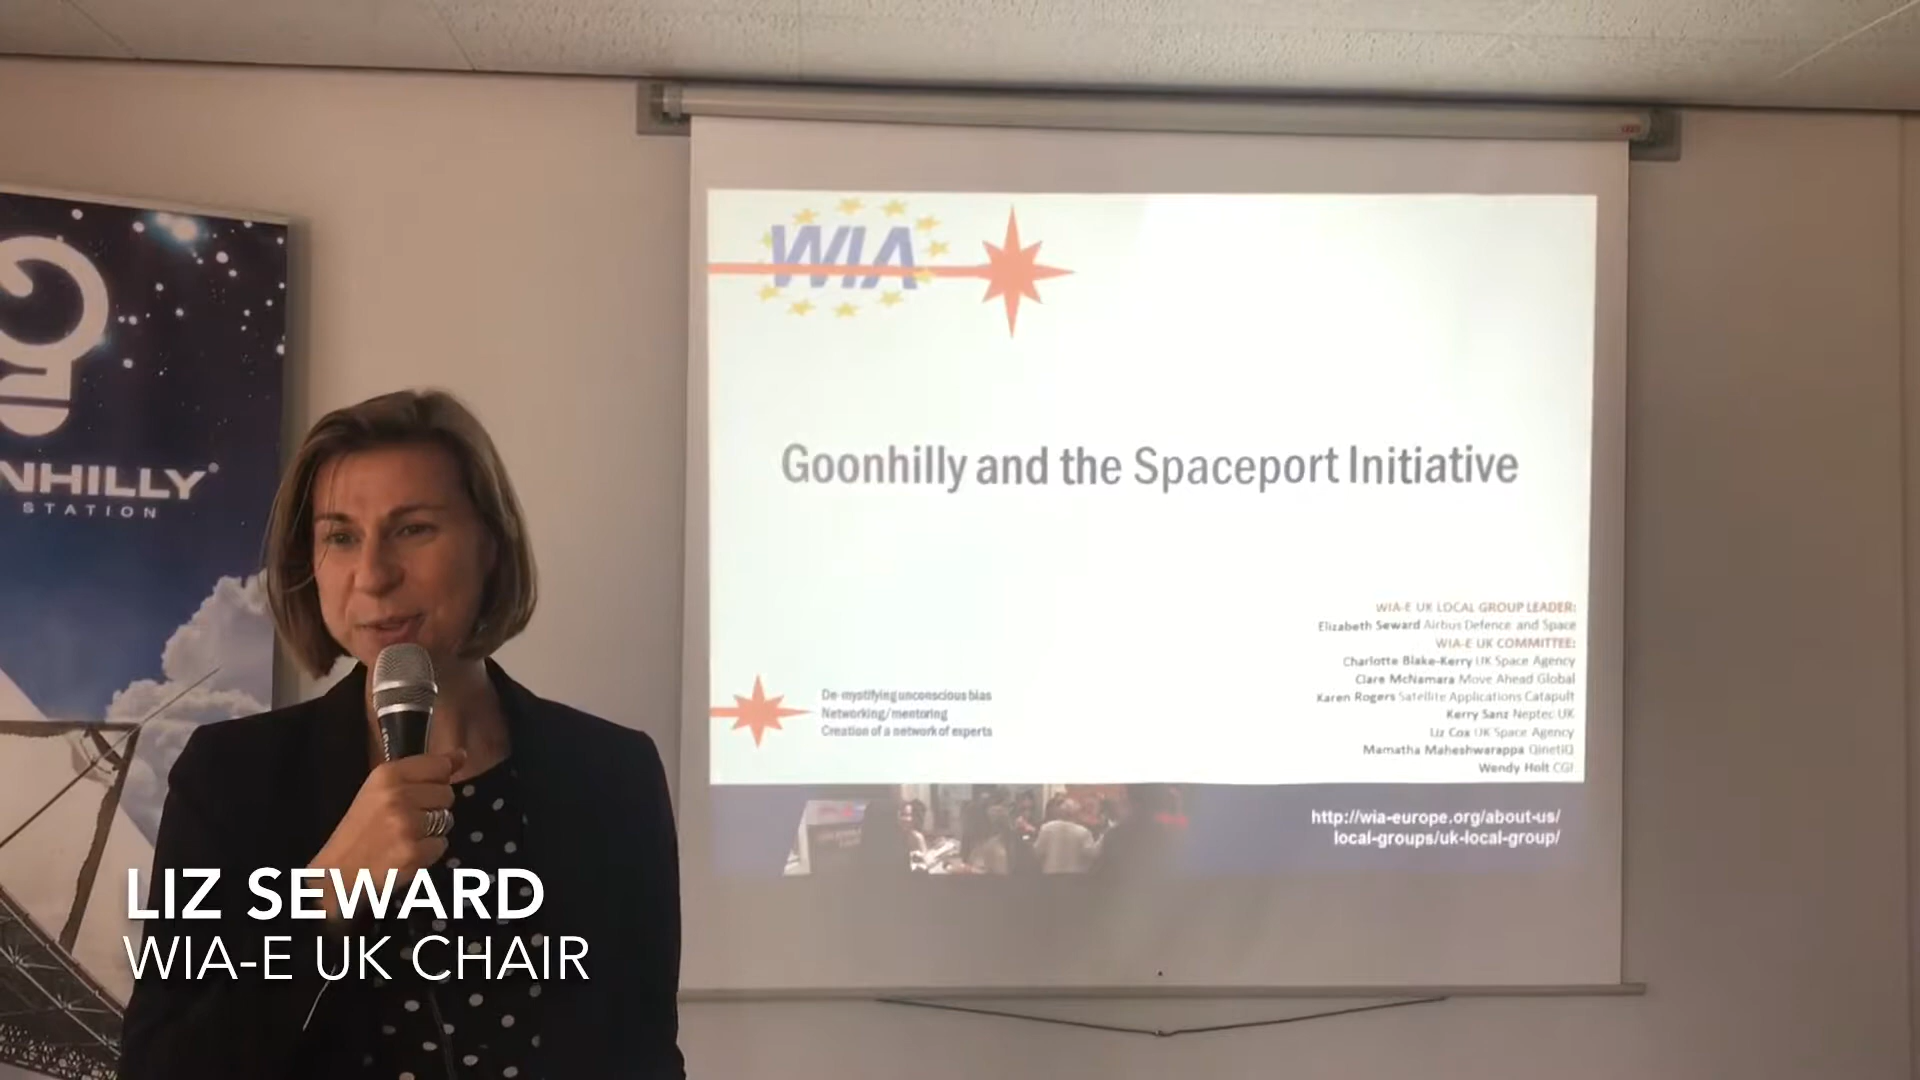 WIA
Goonhilly and the Spaceport Initiative
NHILLY
STATION
WIA-E UK LOCAL GROUP LEADER:
Elizabeth Seward Airbus Defence and Space
WIA-E UK COMMITTEE:
Charlotte Blake-Kerry UK Space Agency
Clare McNamara Move Ahead Global
Karen Rogers Satellite Applications Catapult
Kerry Sanz Neptec UK
Liz Cox UK Space Agency
Mamatha Maheshwarappa QinetiQ
Wendy Holt CGI
De-mystifying unconscious bias
Networking/mentoring
Creation of a network of experts
http://wia-europe.org/about-us/
local-groups/uk-local-group/
LIZ SEWARD
WIA-E UK CHAIR